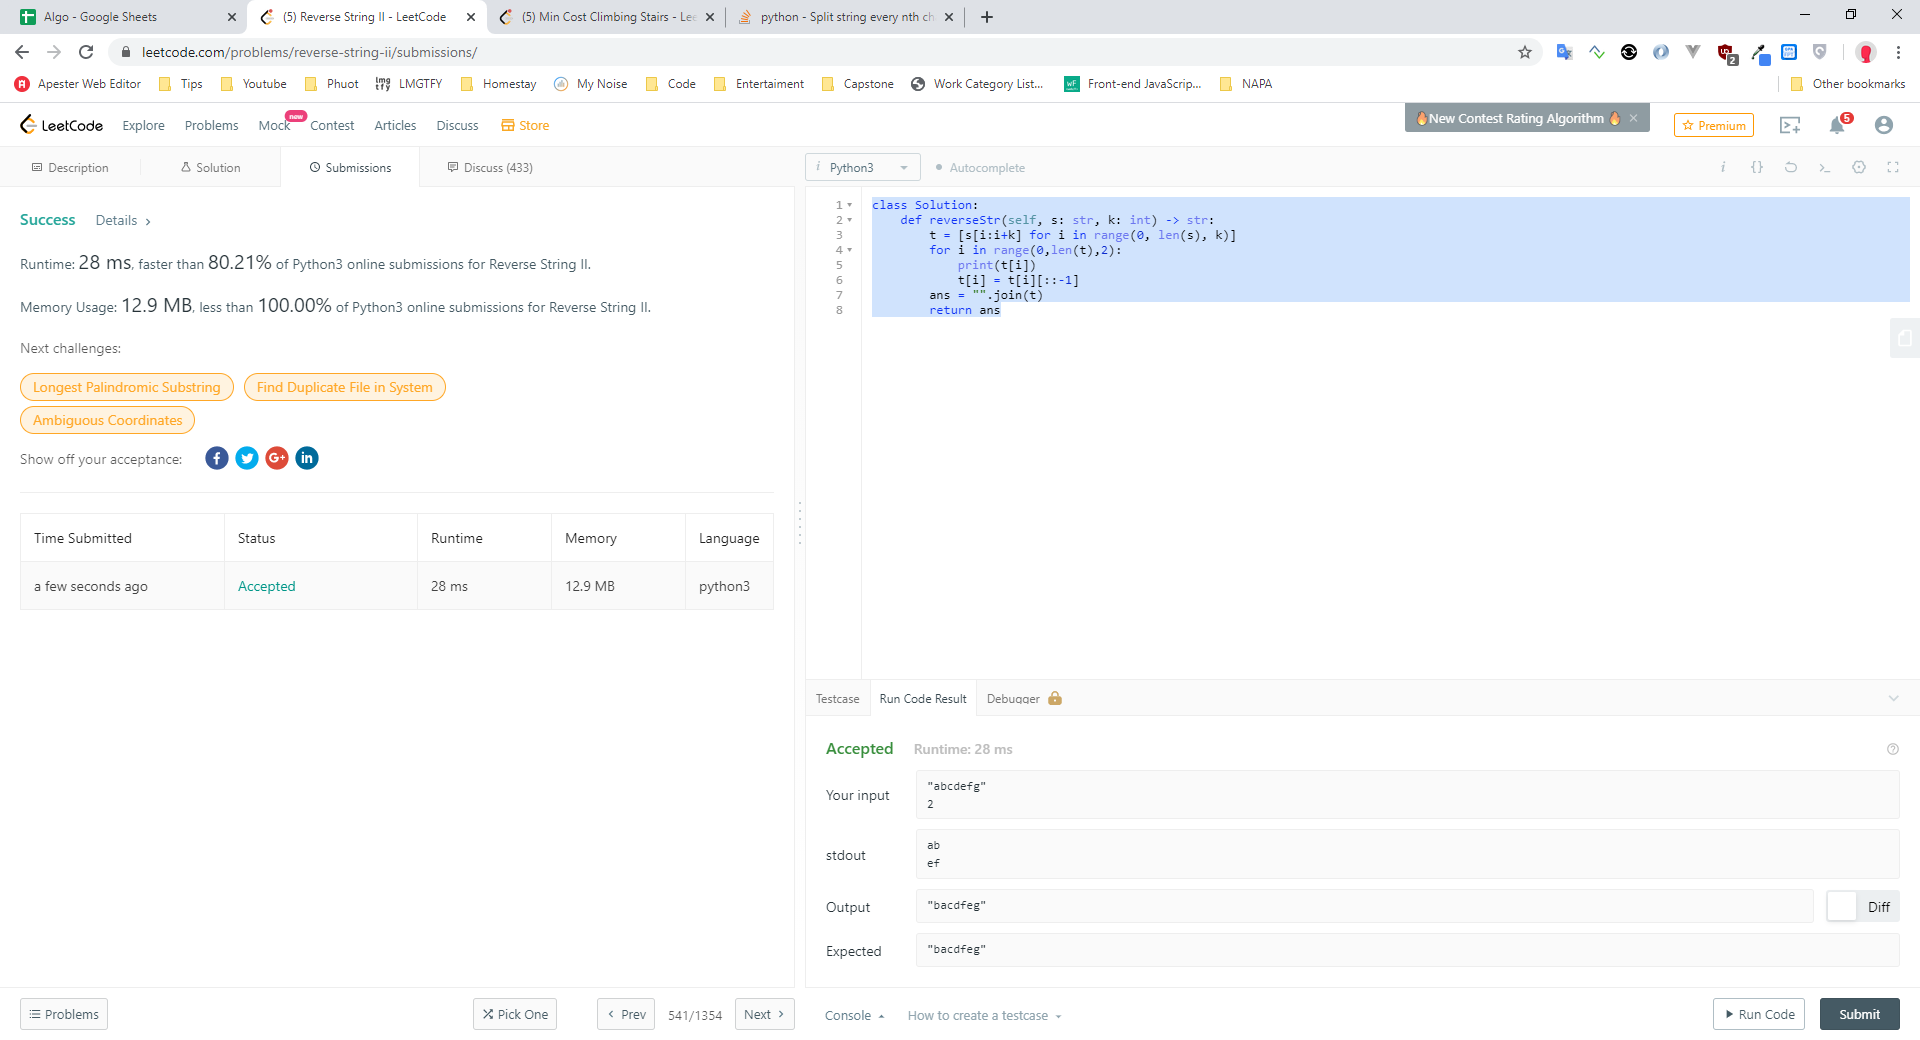 Algo - Google Sheets
(5) Reverse String II - LeetCode
(5) Min Cost Climbing Stairs - Lee
python - Split string every nth ch
leetcode.com/problems/reverse-string-ii/submissions/
2
Apester Web Editor
Tips
Youtube
Phuot
LMGTFY
Homestay
My Noise
Code
Entertaiment
Capstone
Work Category List...
Front-end JavaScrip...
NAPA
Other bookmarks
LeetCode
Explore
Problems
Mock
new
Contest
Articles
Discuss
Store
New Contest Rating Algorithm
Premium
5
Description
Solution
Submissions
Discuss (433)
Success
Details
Runtime: 28 ms, faster than 80.21% of Python3 online submissions for Reverse String II.
Memory Usage: 12.9 MB, less than 100.00% of Python3 online submissions for Reverse String II.
Next challenges:
Longest Palindromic Substring
Find Duplicate File in System
Ambiguous Coordinates
Show off your acceptance:
Time Submitted Status Runtime Memory Language
a few seconds ago Accepted 28 ms 12.9 MB python3
Problems
Pick One
Prev
541/1354
Next
i Python3
Autocomplete
1 class Solution:
2 def reverseStr(self, s: str, k: int) -> str:
3 t = [s[i:i+k] for i in range(0, len(s), k)]
4 for i in range(0,len(t),2):
5 print(t[i])
6 t[i] = t[i][::-1]
7 ans = "".join(t)
8 return ans
Testcase
Run Code Result
Debugger
Accepted
Runtime: 28 ms
Your input
"abcdefg"
2
stdout
ab
ef
Output
"bacdfeg"
Diff
Expected
"bacdfeg"
Console
How to create a testcase
Run Code
Submit